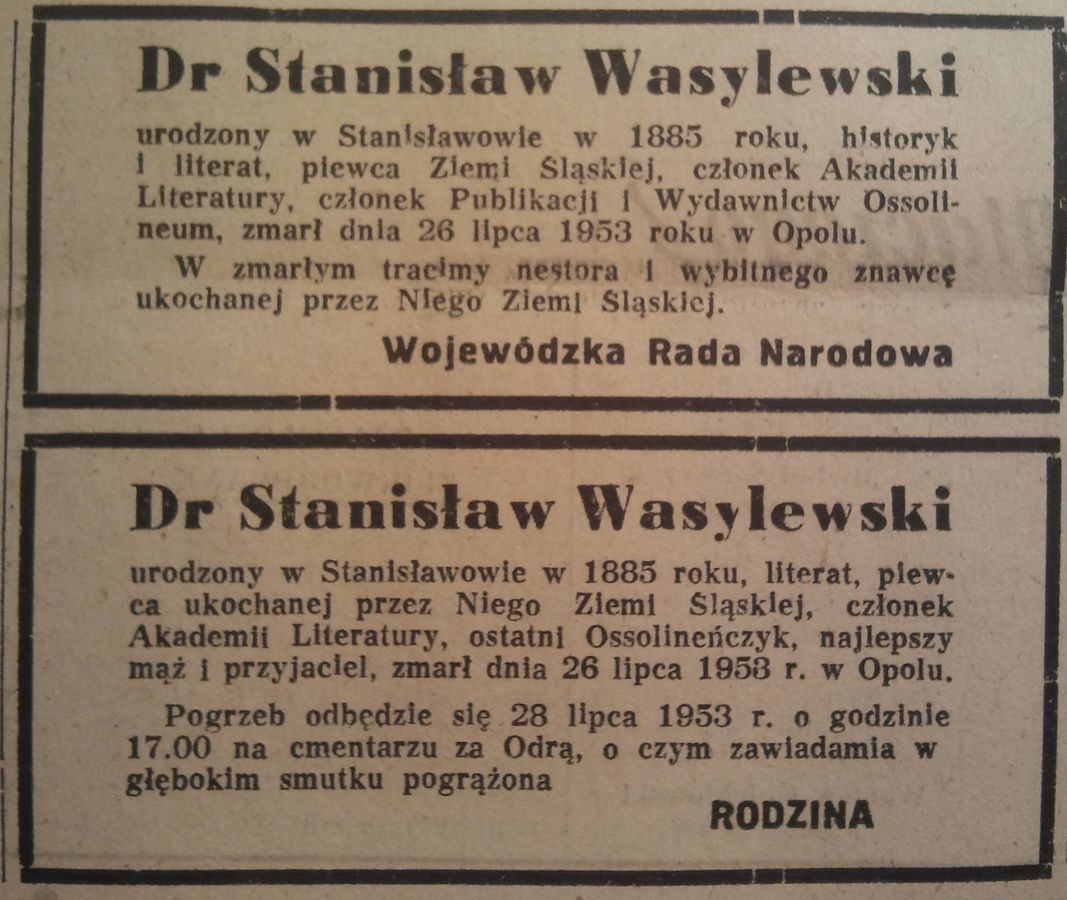 Dr Stanisław Wasylewski
urodzony w Stanisławowie w 1885 roku, historyk
i literat, piewca Ziemi Śląskiej, członek Akademii
Literatury, członek Publikacji i Wydawnictw Ossoli-
neum, zmarł dnia 26 lipca 1953 roku w Opolu.
W zmarłym tracimy nestora i wybitnego znawcę
ukochanej przez Niego Ziemi Śląskiej.
Wojewódzka Rada Narodowa
Dr Stanisław Wasylewski
urodzony w Stanisławowie w 1885 roku, literat, piew-
ca ukochanej przez Niego Ziemi Śląskiej, członek
Akademii Literatury, ostatni Ossolineńczyk, najlepszy
mąż i przyjaciel, zmarł dnia 26 lipca 1953 r. w Opolu.
Pogrzeb odbędzie się 28 lipca 1953 r. o godzinie
17.00 na cmentarzu za Odrą, o czym zawiadamia w
głębokim smutku pogrążona
RODZINA